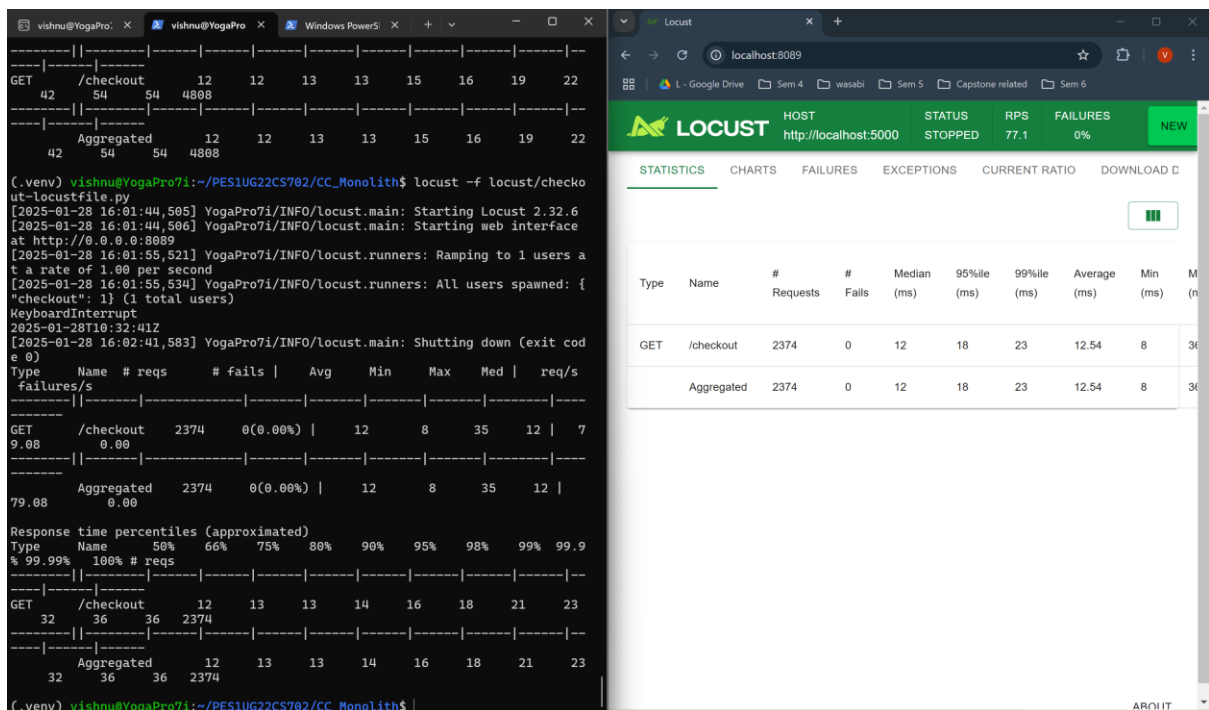 vishnu@YogaPro7 × vishnu@YogaPro × Windows PowerS × +
--------||--------|------|------|------|------|------|------|------|--
----|------|------
GET /checkout 12 12 13 13 15 16 19 22
42 54 54 4808
--------||--------|------|------|------|------|------|------|------|--
----|------|------
Aggregated 12 12 13 13 15 16 19 22
42 54 54 4808
(.venv) vishnu@YogaPro7i:~/PES1UG22CS702/CC_Monolith$ locust -f locust/checko
ut-locustfile.py
[2025-01-28 16:01:44,505] YogaPro7i/INFO/locust.main: Starting Locust 2.32.6
[2025-01-28 16:01:44,506] YogaPro7i/INFO/locust.main: Starting web interface
at http://0.0.0.0:8089
[2025-01-28 16:01:55,521] YogaPro7i/INFO/locust.runners: Ramping to 1 users a
t a rate of 1.00 per second
[2025-01-28 16:01:55,534] YogaPro7i/INFO/locust.runners: All users spawned: {
"checkout": 1} (1 total users)
KeyboardInterrupt
2025-01-28T10:32:41Z
[2025-01-28 16:02:41,583] YogaPro7i/INFO/locust.main: Shutting down (exit cod
e 0)
Type Name # reqs # fails | Avg Min Max Med | req/s
failures/s
--------||-------|-------------|-------|-------|-------|-------|----
-------
GET /checkout 2374 0(0.00%) | 12 8 35 12 | 7
9.08 0.00
--------||-------|-------------|-------|-------|-------|-------|----
-------
Aggregated 2374 0(0.00%) | 12 8 35 12 |
79.08 0.00
Response time percentiles (approximated)
Type Name 50% 66% 75% 80% 90% 95% 98% 99% 99.9
% 99.99% 100% # reqs
--------||--------|------|------|------|------|------|------|------|--
----|------|------
GET /checkout 12 13 13 14 16 18 21 23
32 36 36 2374
--------||--------|------|------|------|------|------|------|------|--
----|------|------
Aggregated 12 13 13 14 16 18 21 23
32 36 36 2374
(.venv) vishnu@YogaPro7i:~/PES1UG22CS702/CC_Monolith$
Locust × +
localhost:8089 V
L - Google Drive Sem 4 wasabi Sem 5 Capstone related Sem 6
LOCUST
HOST STATUS RPS FAILURES
http://localhost:5000 STOPPED 77.1 0% NEW
STATISTICS CHARTS FAILURES EXCEPTIONS CURRENT RATIO DOWNLOAD D
Type Name # Requests # Fails Median (ms) 95%ile (ms) 99%ile (ms) Average (ms) Min (ms)
GET /checkout 2374 0 12 18 23 12.54 8
Aggregated 2374 0 12 18 23 12.54 8
ABOUT